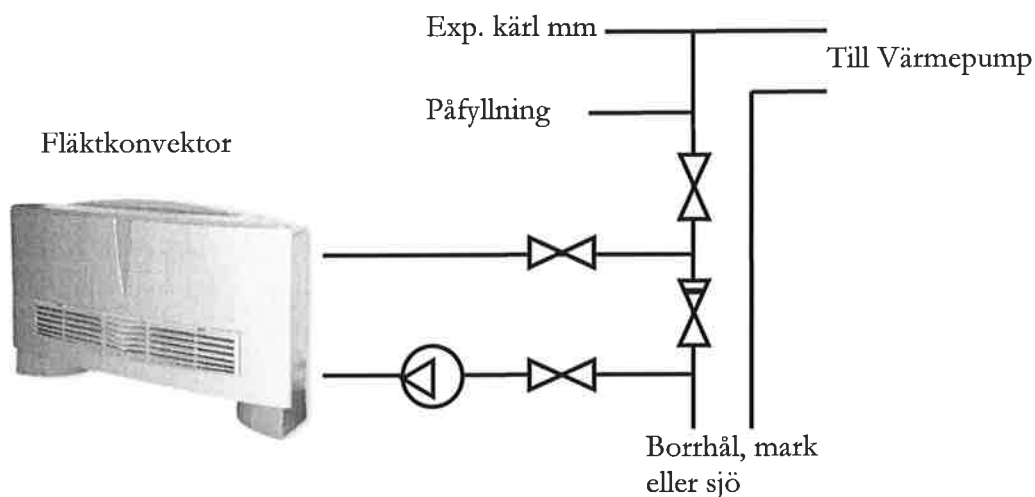 Exp. kärl mm
Till Värmepump
Påfyllning
Fläktkonvektor
Borrhål, mark
eller sjö